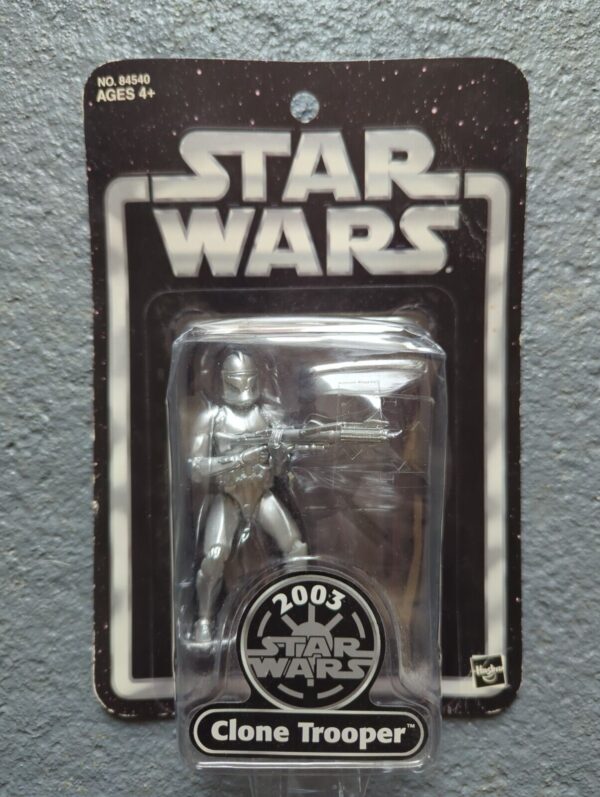 NO. 84540
AGES 4+
STAR
WARS.
2003
STAR
WARS
Clone Trooper™
Hasbro